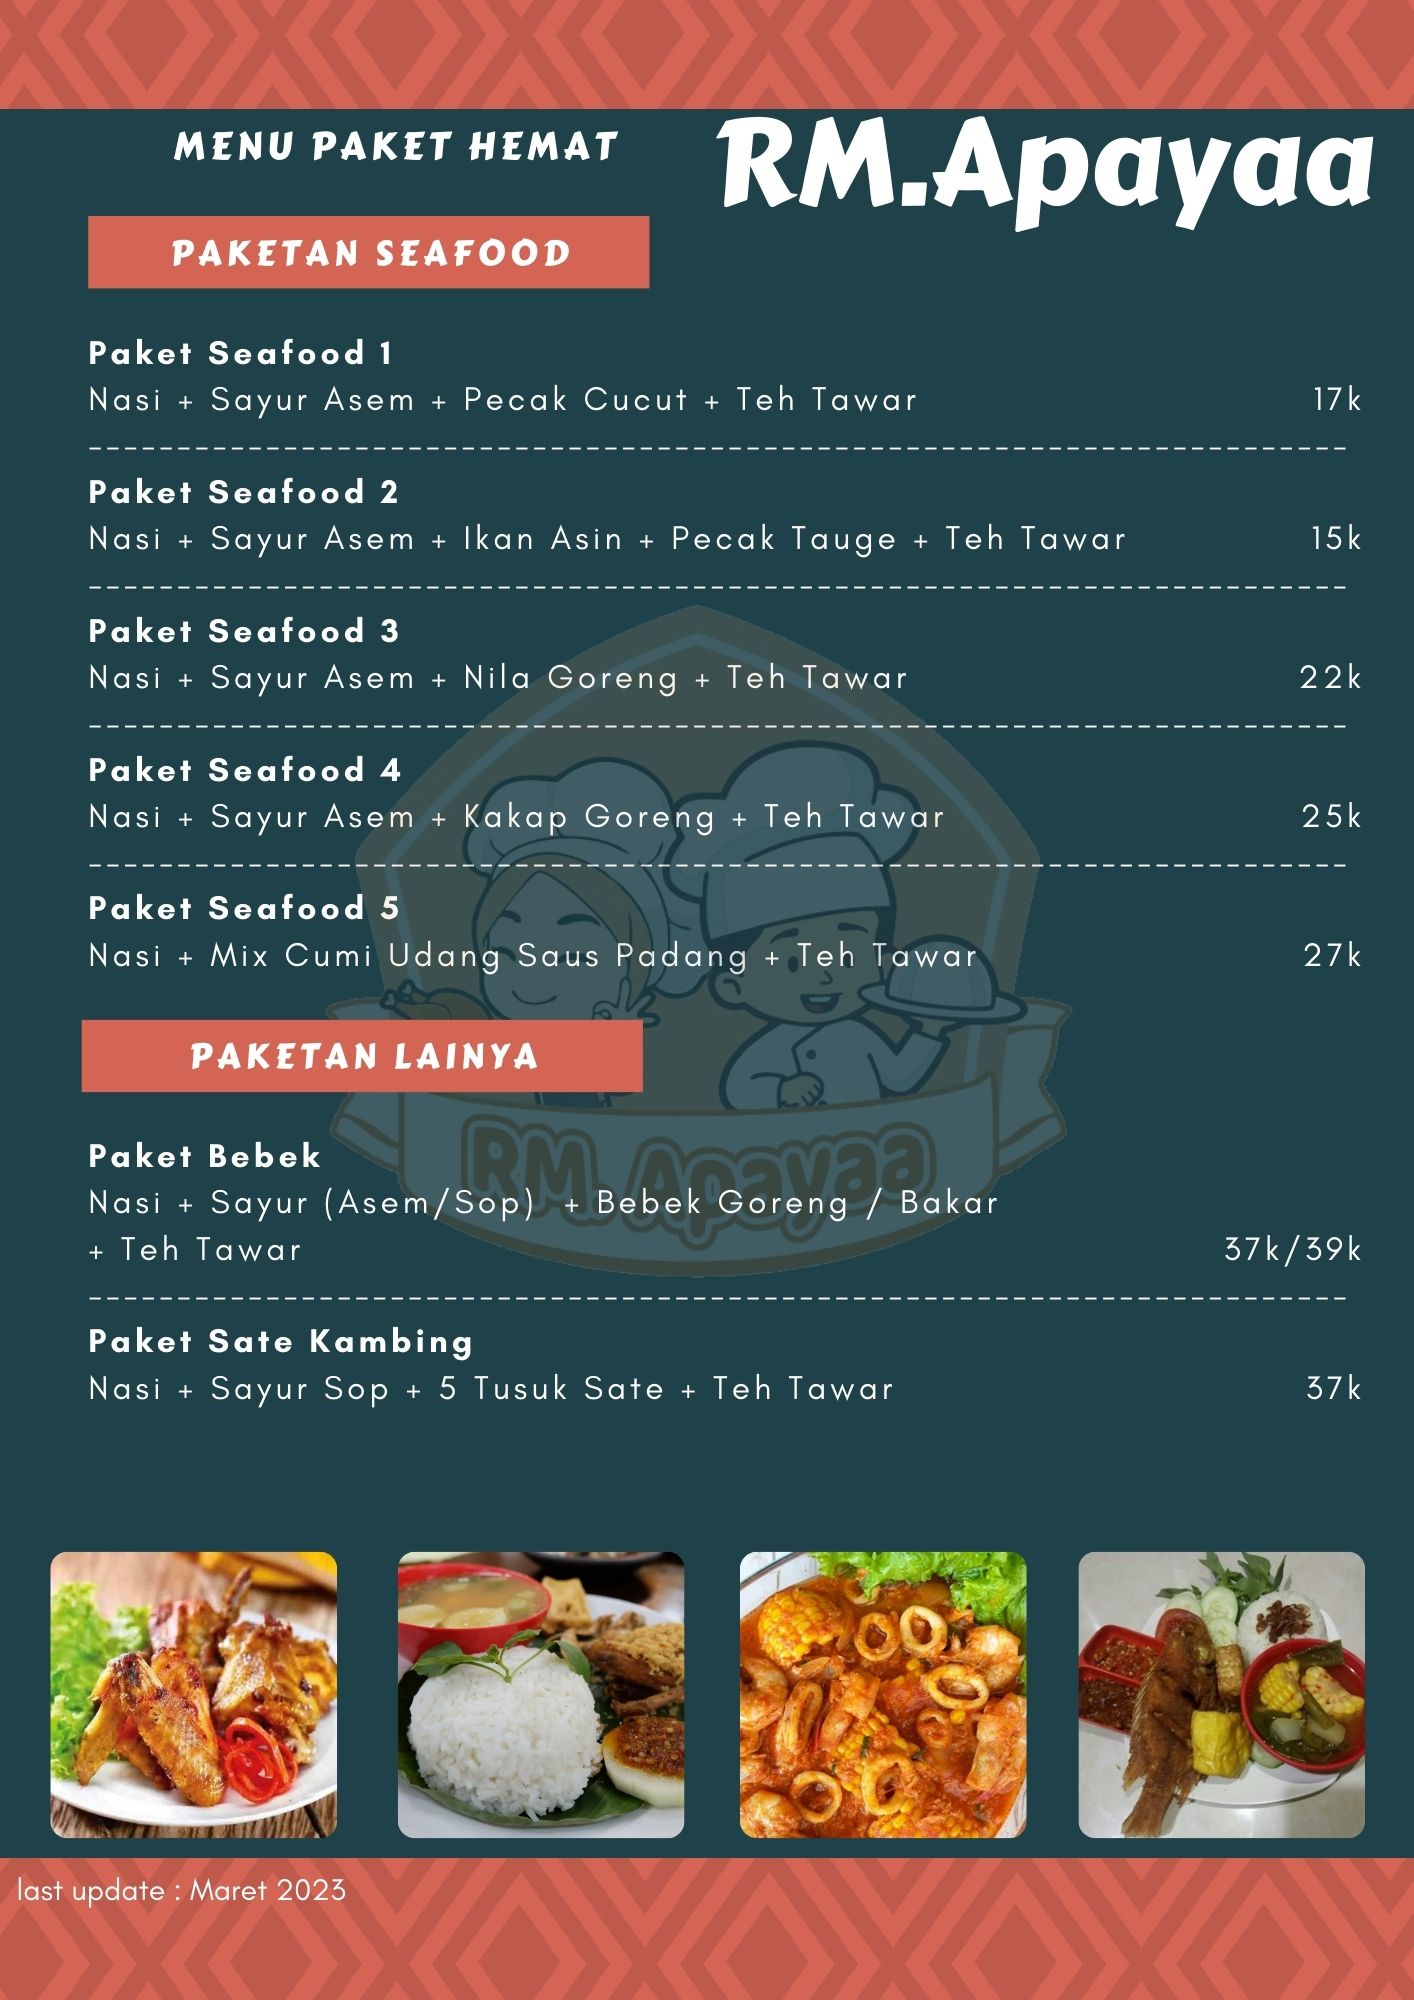 MENU PAKET HEMAT
RM.Apayaa
PAKETAN SEAFOOD
Paket Seafood 1
Nasi + Sayur Asem + Pecak Cucut + Teh Tawar 17k
Paket Seafood 2
Nasi + Sayur Asem + Ikan Asin + Pecak Tauge + Teh Tawar 15k
Paket Seafood 3
Nasi + Sayur Asem + Nila Goreng + Teh Tawar 22k
Paket Seafood 4
Nasi + Sayur Asem + Kakap Goreng + Teh Tawar 25k
Paket Seafood 5
Nasi + Mix Cumi Udang Saus Padang + Teh Tawar 27k
PAKETAN LAINYA
RM. Apayaa
Paket Bebek
Nasi + Sayur (Asem/Sop) + Bebek Goreng / Bakar
+ Teh Tawar 37k/39k
Paket Sate Kambing
Nasi + Sayur Sop + 5 Tusuk Sate + Teh Tawar 37k
last update : Maret 2023